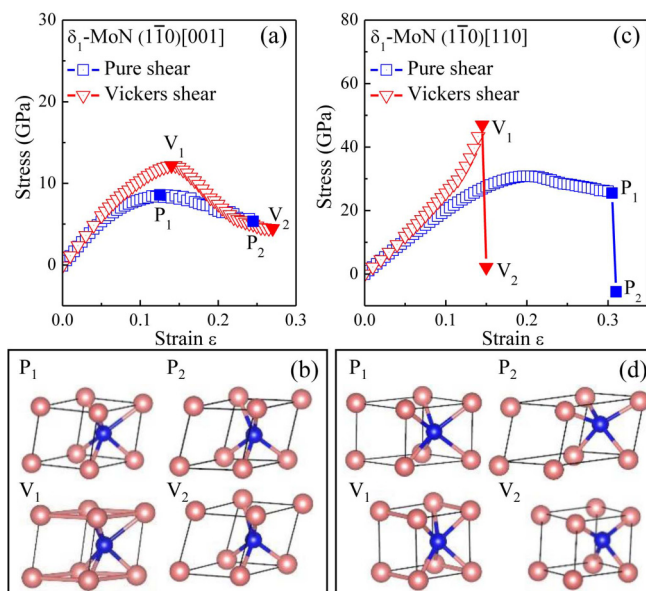 δ₁-MoN (11̅0)[001] (a)
Pure shear
Vickers shear
V₁
P₁
P₂
V₂
30
20
10
0
Stress (GPa)
0.0 0.1 0.2 0.3
Strain ε
δ₁-MoN (11̅0)[110] (c)
Pure shear
Vickers shear
V₁
P₁
V₂
P₂
80
60
40
20
0
Stress (GPa)
0.0 0.1 0.2 0.3
Strain ε
P₁ P₂ (b)
V₁ V₂
P₁ P₂ (d)
V₁ V₂